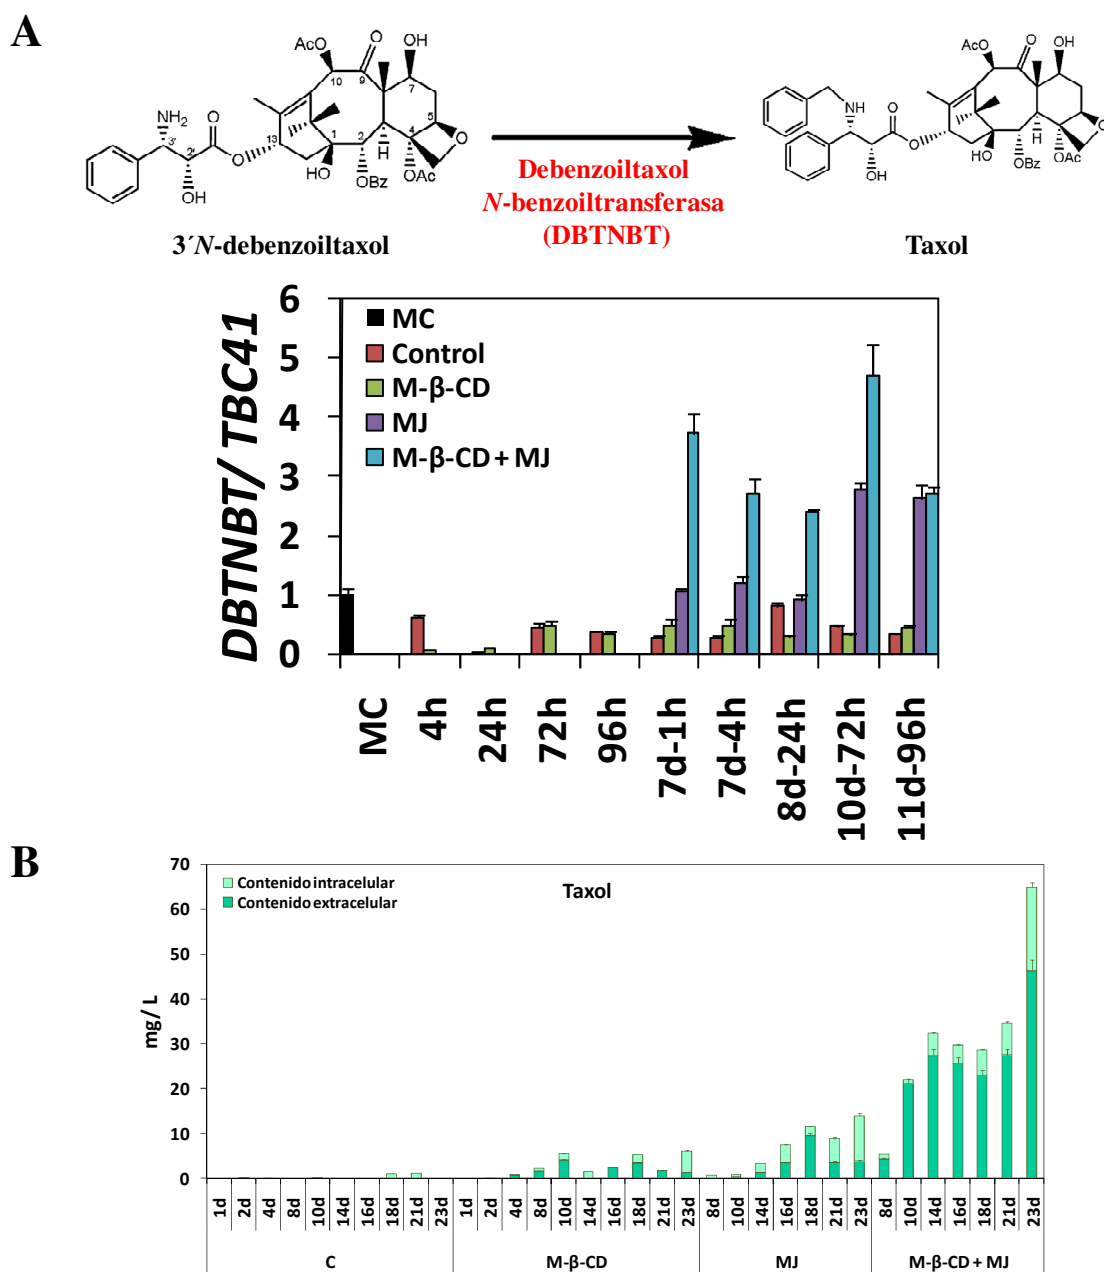 A
AcO
O
OH
10
9
7
NH2
3'
2'
O
O
OH
13
1
2
4
5
O
HO
H
OBz
OAc
3´N-debenzoiltaxol
Debenzoiltaxol
N-benzoiltransferasa
(DBTNBT)
AcO
O
OH
NH
O
O
OH
HO
H
OBz
OAc
O
Taxol
DBTNBT/ TBC41
6
5
4
3
2
1
0
MC
Control
M-β-CD
MJ
M-β-CD + MJ
MC
4h
24h
72h
96h
7d-1h
7d-4h
8d-24h
10d-72h
11d-96h
B
Taxol
Contenido intracelular
Contenido extracelular
mg/ L
70
60
50
40
30
20
10
0
1d 2d 4d 8d 10d 14d 16d 18d 21d 23d 1d 2d 4d 8d 10d 14d 16d 18d 21d 23d 8d 10d 14d 16d 18d 21d 23d 8d 10d 14d 16d 18d 21d 23d
C M-β-CD MJ M-β-CD + MJ